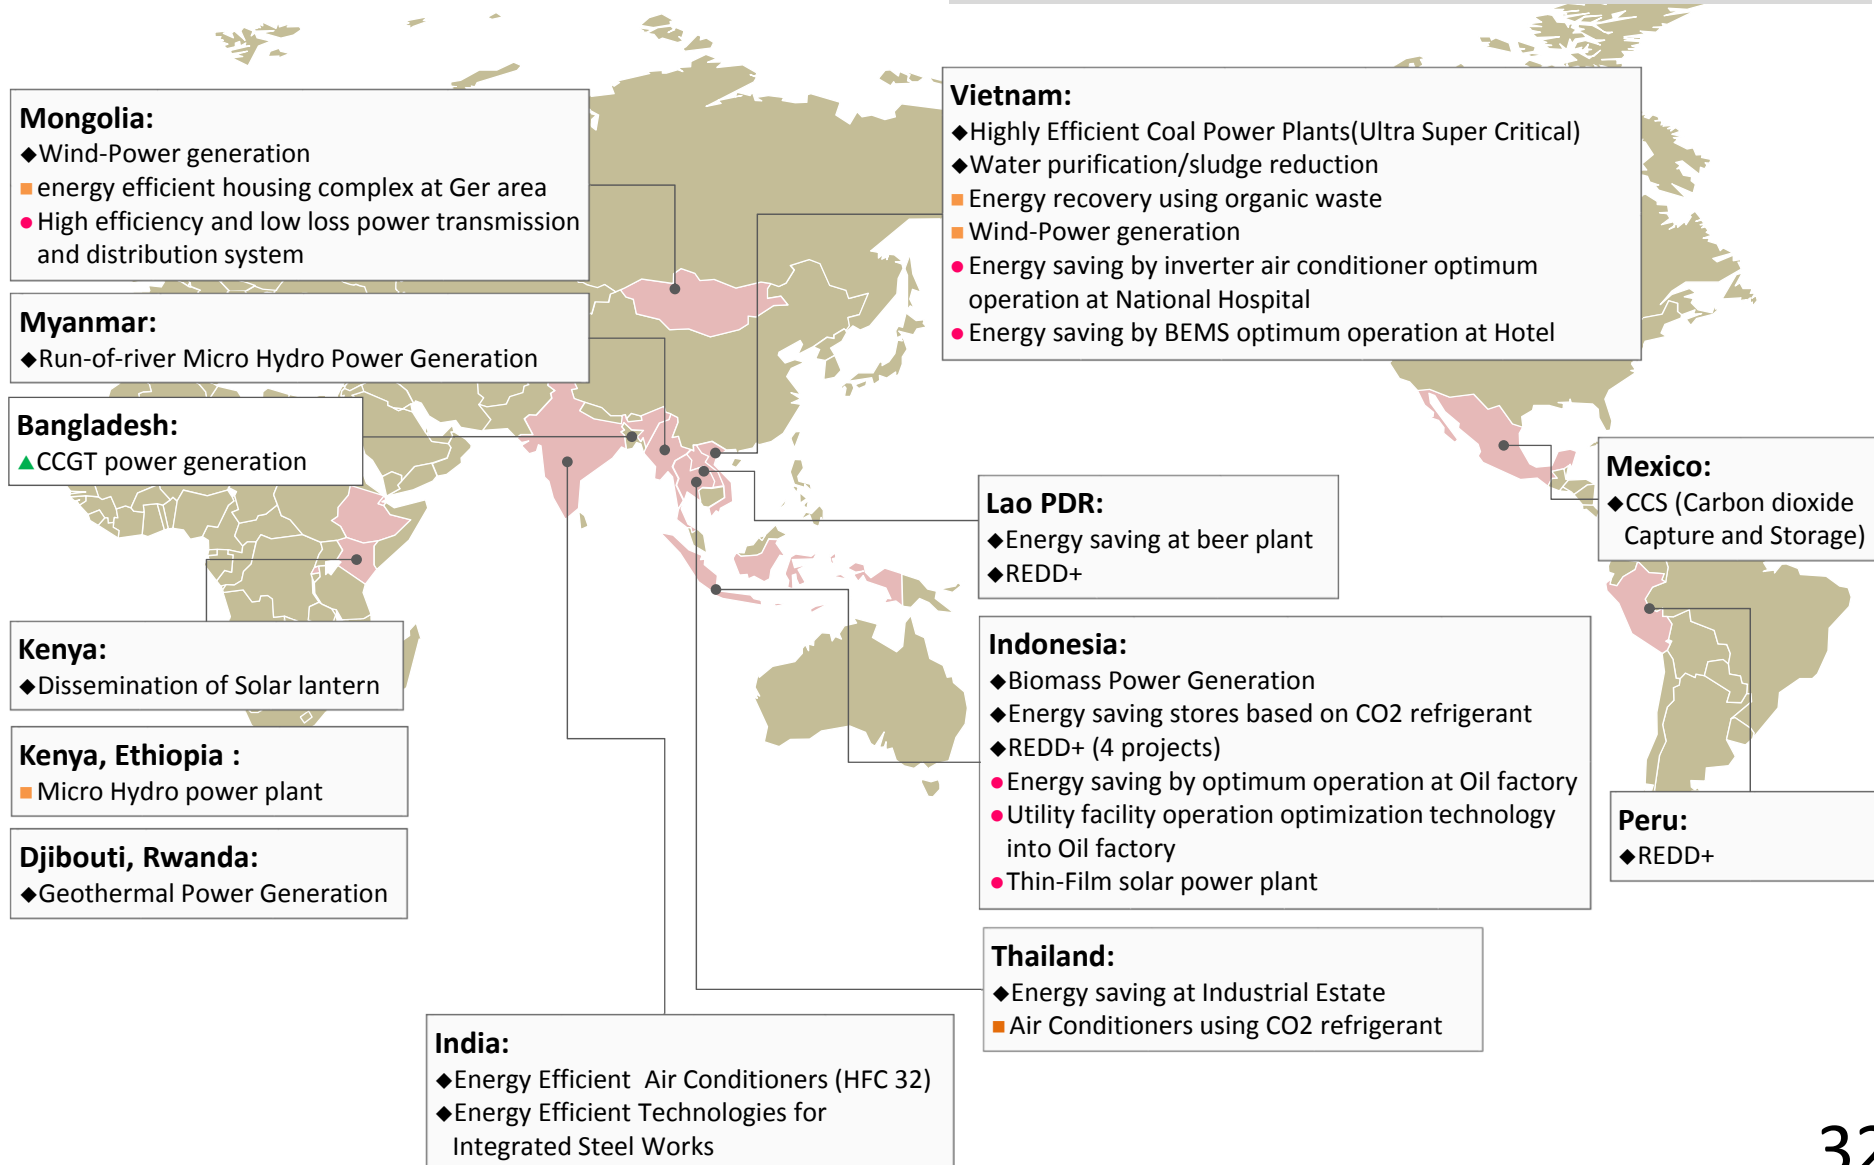 Mongolia:
◆Wind-Power generation
■energy efficient housing complex at Ger area
●High efficiency and low loss power transmission
and distribution system
Myanmar:
◆Run-of-river Micro Hydro Power Generation
Bangladesh:
▲CCGT power generation
Kenya:
◆Dissemination of Solar lantern
Kenya, Ethiopia :
■Micro Hydro power plant
Djibouti, Rwanda:
◆Geothermal Power Generation
India:
◆Energy Efficient  Air Conditioners (HFC 32)
◆Energy Efficient Technologies for
Integrated Steel Works
Vietnam:
◆Highly Efficient Coal Power Plants(Ultra Super Critical)
◆Water purification/sludge reduction
■Energy recovery using organic waste
■Wind-Power generation
●Energy saving by inverter air conditioner optimum
operation at National Hospital
●Energy saving by BEMS optimum operation at Hotel
Lao PDR:
◆Energy saving at beer plant
◆REDD+
Indonesia:
◆Biomass Power Generation
◆Energy saving stores based on CO2 refrigerant
◆REDD+ (4 projects)
●Energy saving by optimum operation at Oil factory
●Utility facility operation optimization technology
into Oil factory
●Thin-Film solar power plant
Thailand:
◆Energy saving at Industrial Estate
■Air Conditioners using CO2 refrigerant
Mexico:
◆CCS (Carbon dioxide
Capture and Storage)
Peru:
◆REDD+
32